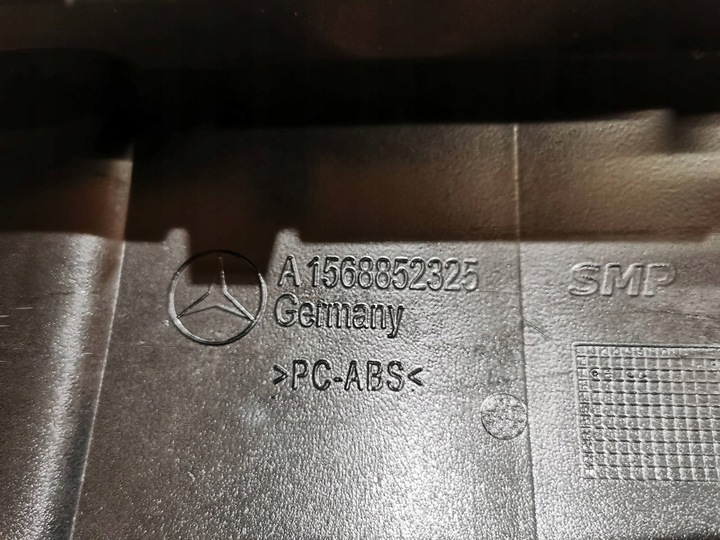 A 1568852325
Germany
>PC-ABS<
SMP